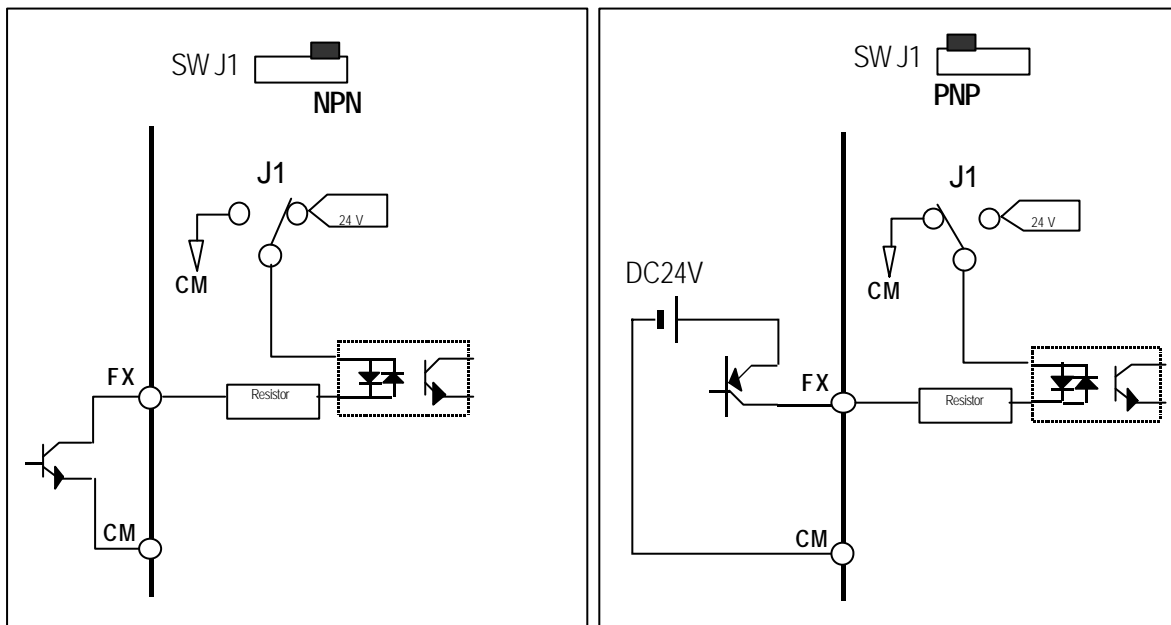 SW J1
NPN
J1
24 V
CM
FX
Resistor
CM
SW J1
PNP
J1
24 V
CM
DC24V
FX
Resistor
CM